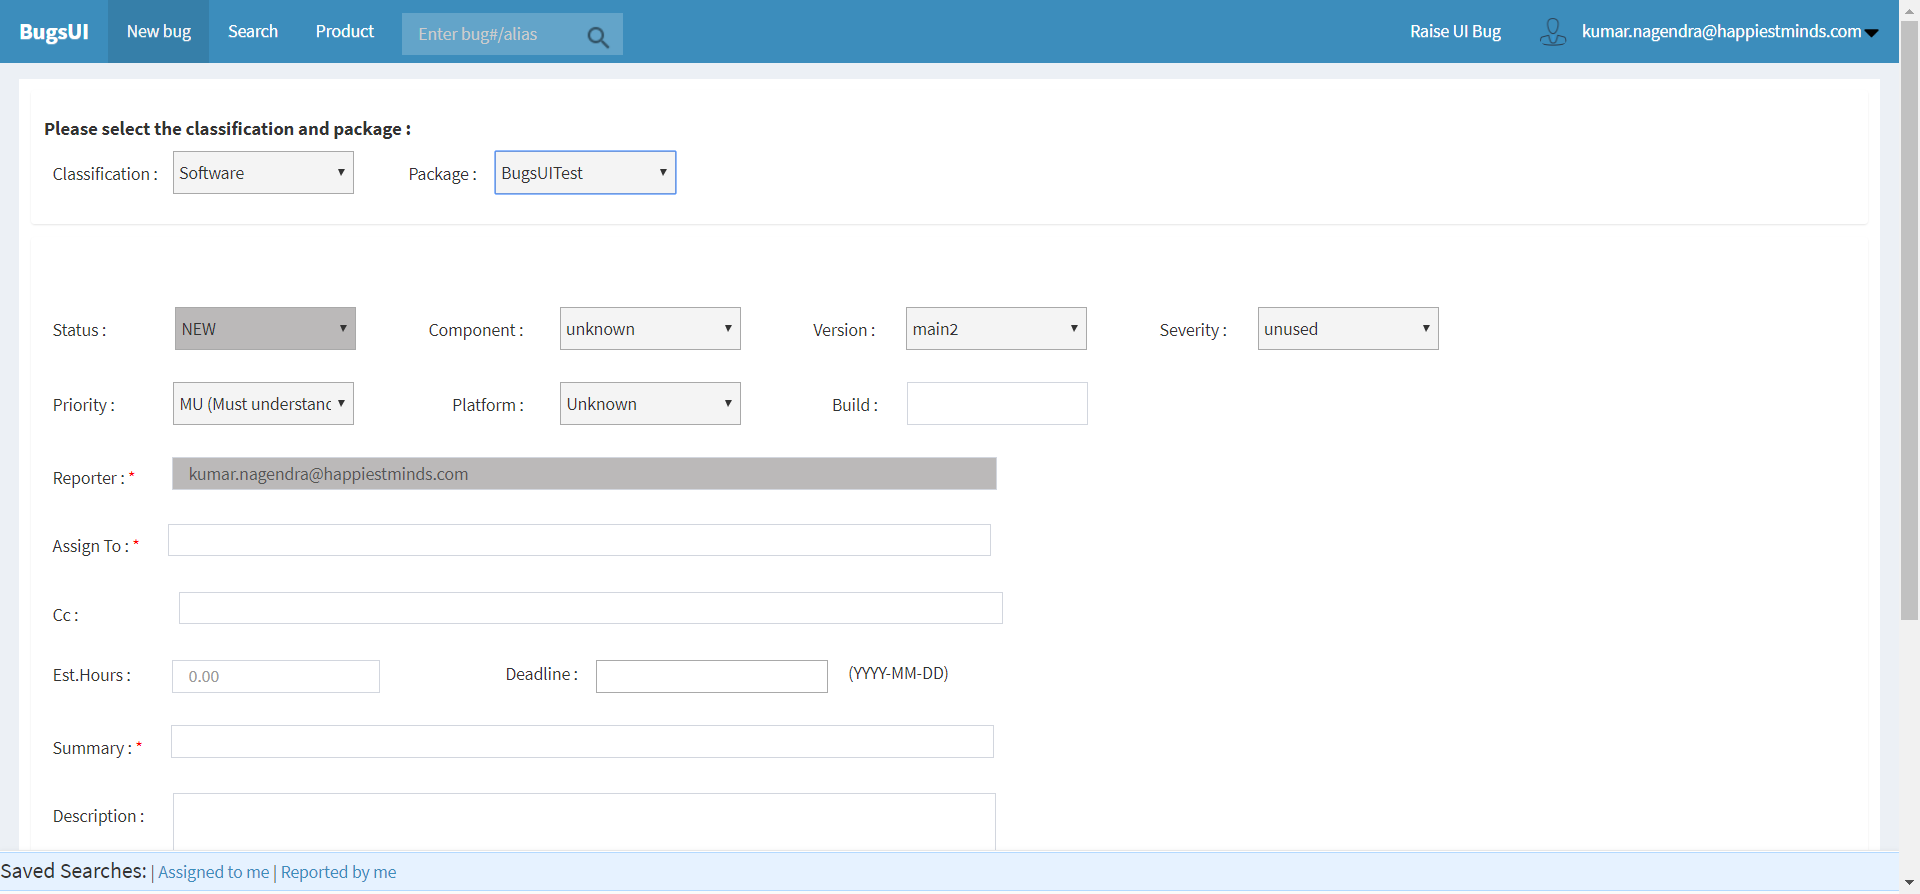 BugsUI New bug Search Product Enter bug#/alias Raise UI Bug kumar.nagendra@happiestminds.com
Please select the classification and package :
Classification : Software Package : BugsUITest
Status : NEW Component : unknown Version : main2 Severity : unused
Priority : MU (Must understand Platform : Unknown Build :
Reporter : * kumar.nagendra@happiestminds.com
Assign To : *
Cc :
Est.Hours : 0.00 Deadline : (YYYY-MM-DD)
Summary : *
Description :
Saved Searches: | Assigned to me | Reported by me